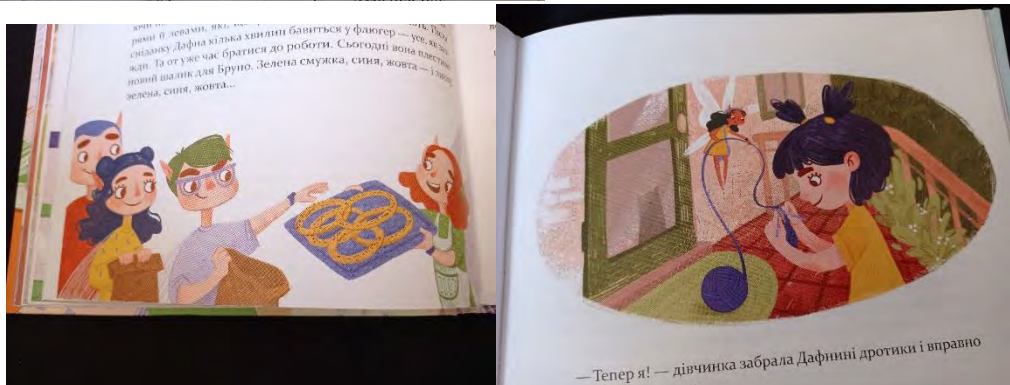 рями й левами, які,
сніданку Дафна кілька хвилин бавиться у флюгер — усе, як
жди. Та от уже час братися до роботи. Сьогодні вона плестиме
новий шалик для Бруно. Зелена смужка, синя, жовта — і знову
зелена, синя, жовта...
— Тепер я! — дівчинка забрала Дафнині дротики і вправно